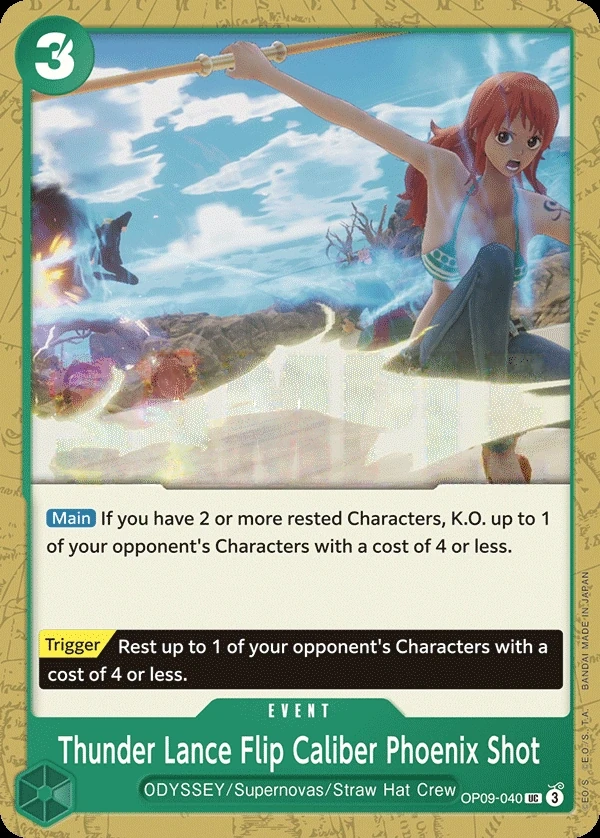 3
Main If you have 2 or more rested Characters, K.O. up to 1
of your opponent's Characters with a cost of 4 or less.
Trigger Rest up to 1 of your opponent's Characters with a
cost of 4 or less.
EVENT
Thunder Lance Flip Caliber Phoenix Shot
ODYSSEY/Supernovas/Straw Hat Crew
OP09-040 UC 3
©E.O./S. ©E.O./S.,T.A. BANDAI MADE IN JAPAN